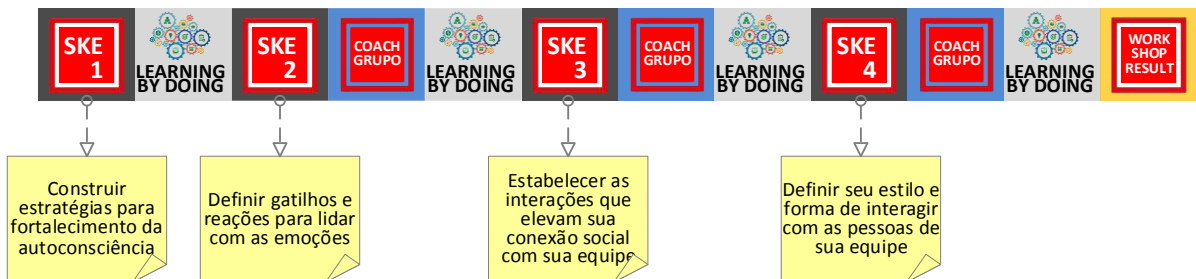 SKE
1
LEARNING
BY DOING
SKE
2
COACH
GRUPO
LEARNING
BY DOING
SKE
3
COACH
GRUPO
LEARNING
BY DOING
SKE
4
COACH
GRUPO
LEARNING
BY DOING
WORK
SHOP
RESULT
Construir
estratégias para
fortalecimento da
autoconsciência
Definir gatilhos e
reações para lidar
com as emoções
Estabelecer as
interações que
elevam sua
conexão social
com sua equipe
Definir seu estilo e
forma de interagir
com as pessoas de
sua equipe